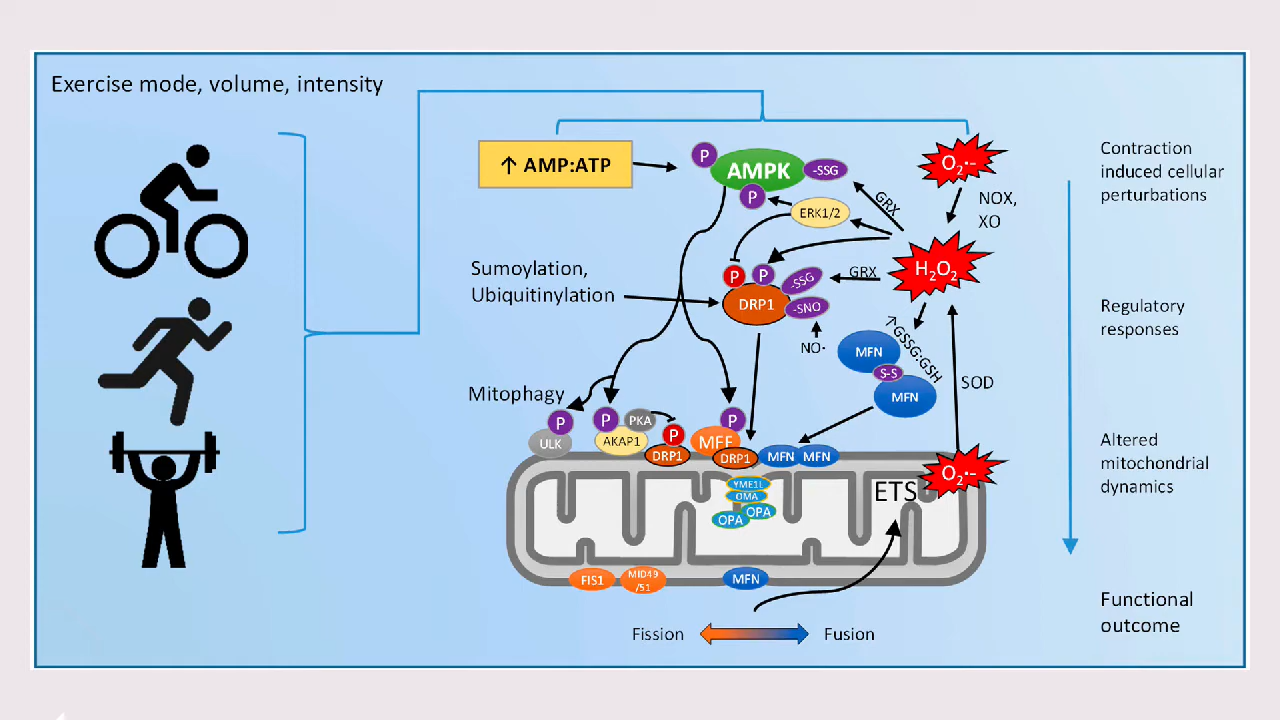 Exercise mode, volume, intensity
↑ AMP:ATP
P
AMPK
-SSG
P
ERK1/2
GRX
O₂·-
NOX,
XO
H₂O₂
Contraction
induced cellular
perturbations
Sumoylation,
Ubiquitinylation
P
P
-SSG
DRP1
-SNO
GRX
NO·
MFN
S-S
MFN
↑GSSG:GSH
SOD
Regulatory
responses
Mitophagy
P
ULK
P
PKA
AKAP1
P
DRP1
P
MFF
DRP1
MFN
MFN
Altered
mitochondrial
dynamics
YME1L
OMA
OPA
OPA
ETS
O₂·-
FIS1
MID49
/51
MFN
Fission
Fusion
Functional
outcome